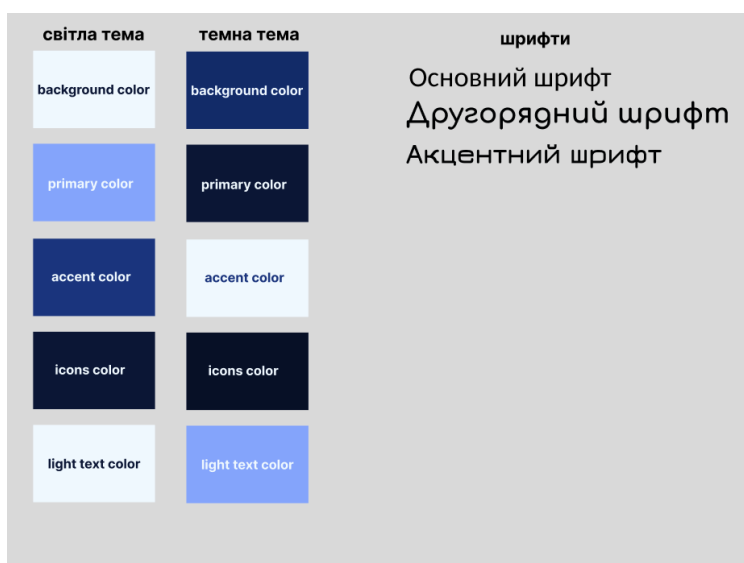 світла тема
темна тема
шрифти
background color
background color
Основний шрифт
Другорядний шрифт
Акцентний шрифт
primary color
primary color
accent color
accent color
icons color
icons color
light text color
light text color